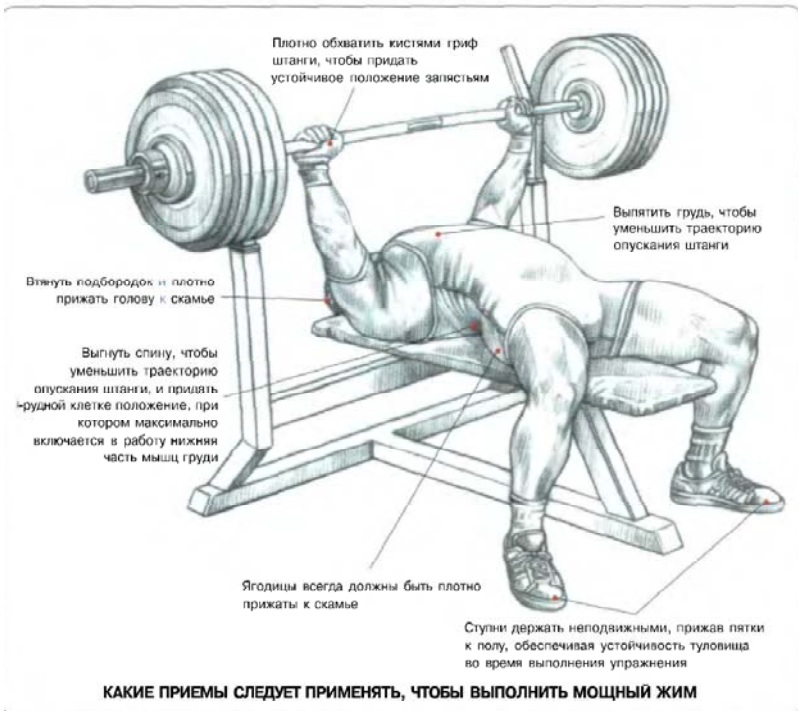 Плотно обхватить кистями гриф
штанги, чтобы придать
устойчивое положение запястьям
Выпятить грудь, чтобы
уменьшить траекторию
опускания штанги
Втянуть подбородок и плотно
прижать голову к скамье
Выгнуть спину, чтобы
уменьшить траекторию
опускания штанги, и придать
грудной клетке положение, при
котором максимально
включается в работу нижняя
часть мышц груди
Ягодицы всегда должны быть плотно
прижаты к скамье
Ступни держать неподвижными, прижав пятки
к полу, обеспечивая устойчивость туловища
во время выполнения упражнения
КАКИЕ ПРИЕМЫ СЛЕДУЕТ ПРИМЕНЯТЬ, ЧТОБЫ ВЫПОЛНИТЬ МОЩНЫЙ ЖИМ